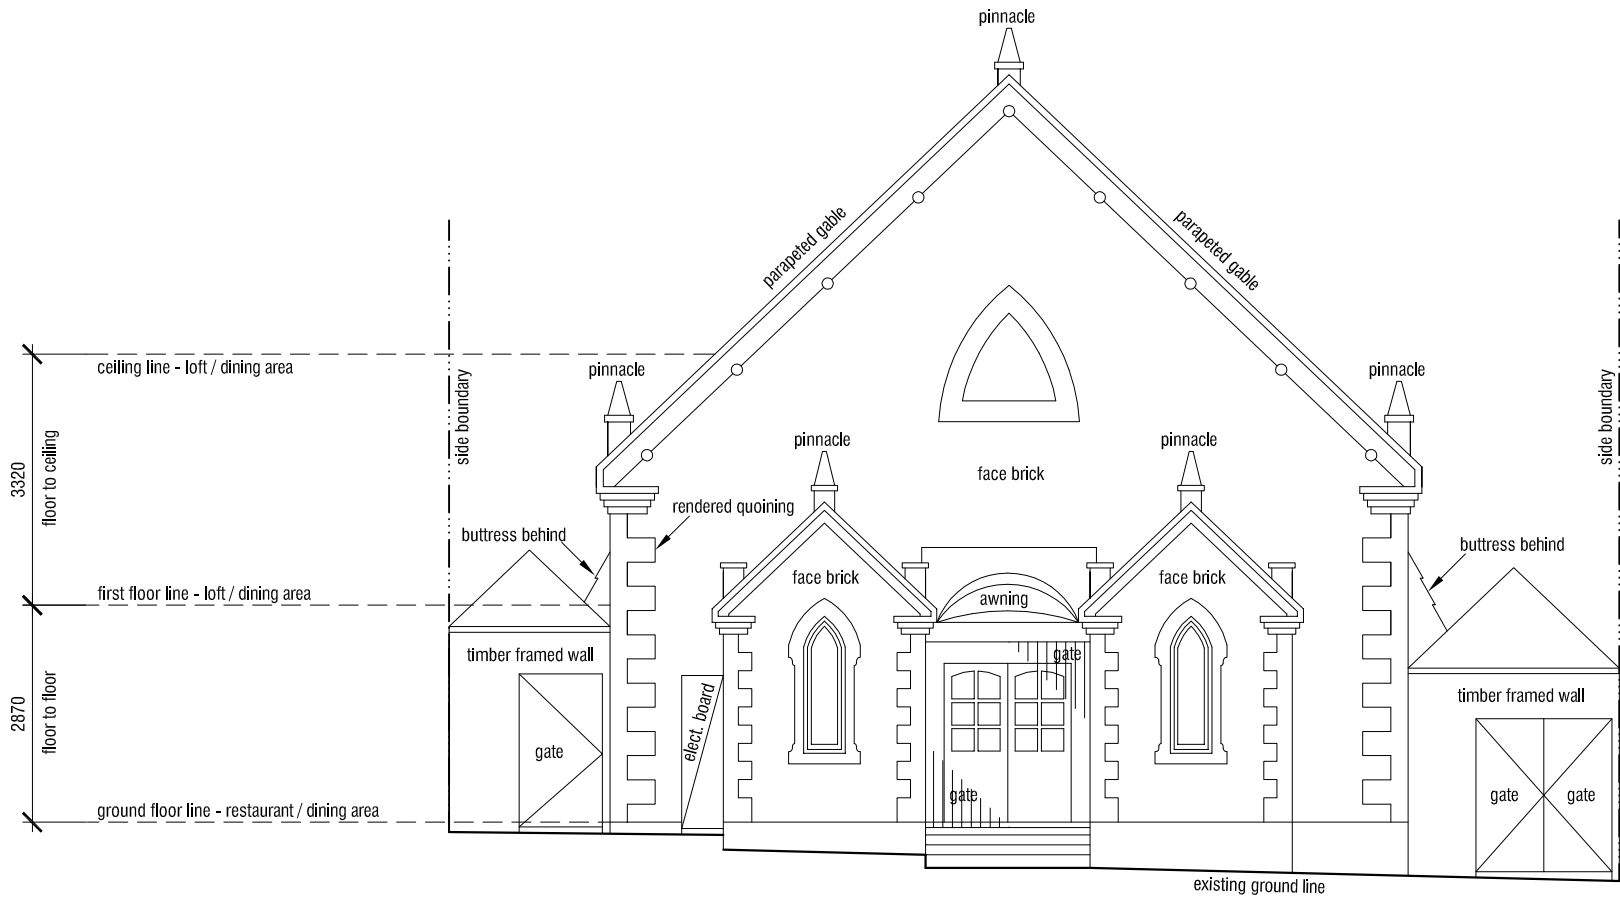 pinnacle
parapeted gable
parapeted gable
ceiling line - loft / dining area
pinnacle
pinnacle
side boundary
side boundary
3320
floor to ceiling
pinnacle
pinnacle
face brick
rendered quoining
buttress behind
buttress behind
face brick
face brick
first floor line - loft / dining area
awning
timber framed wall
gate
timber framed wall
2870
floor to floor
elect. board
gate
gate
gate
gate
ground floor line - restaurant / dining area
existing ground line